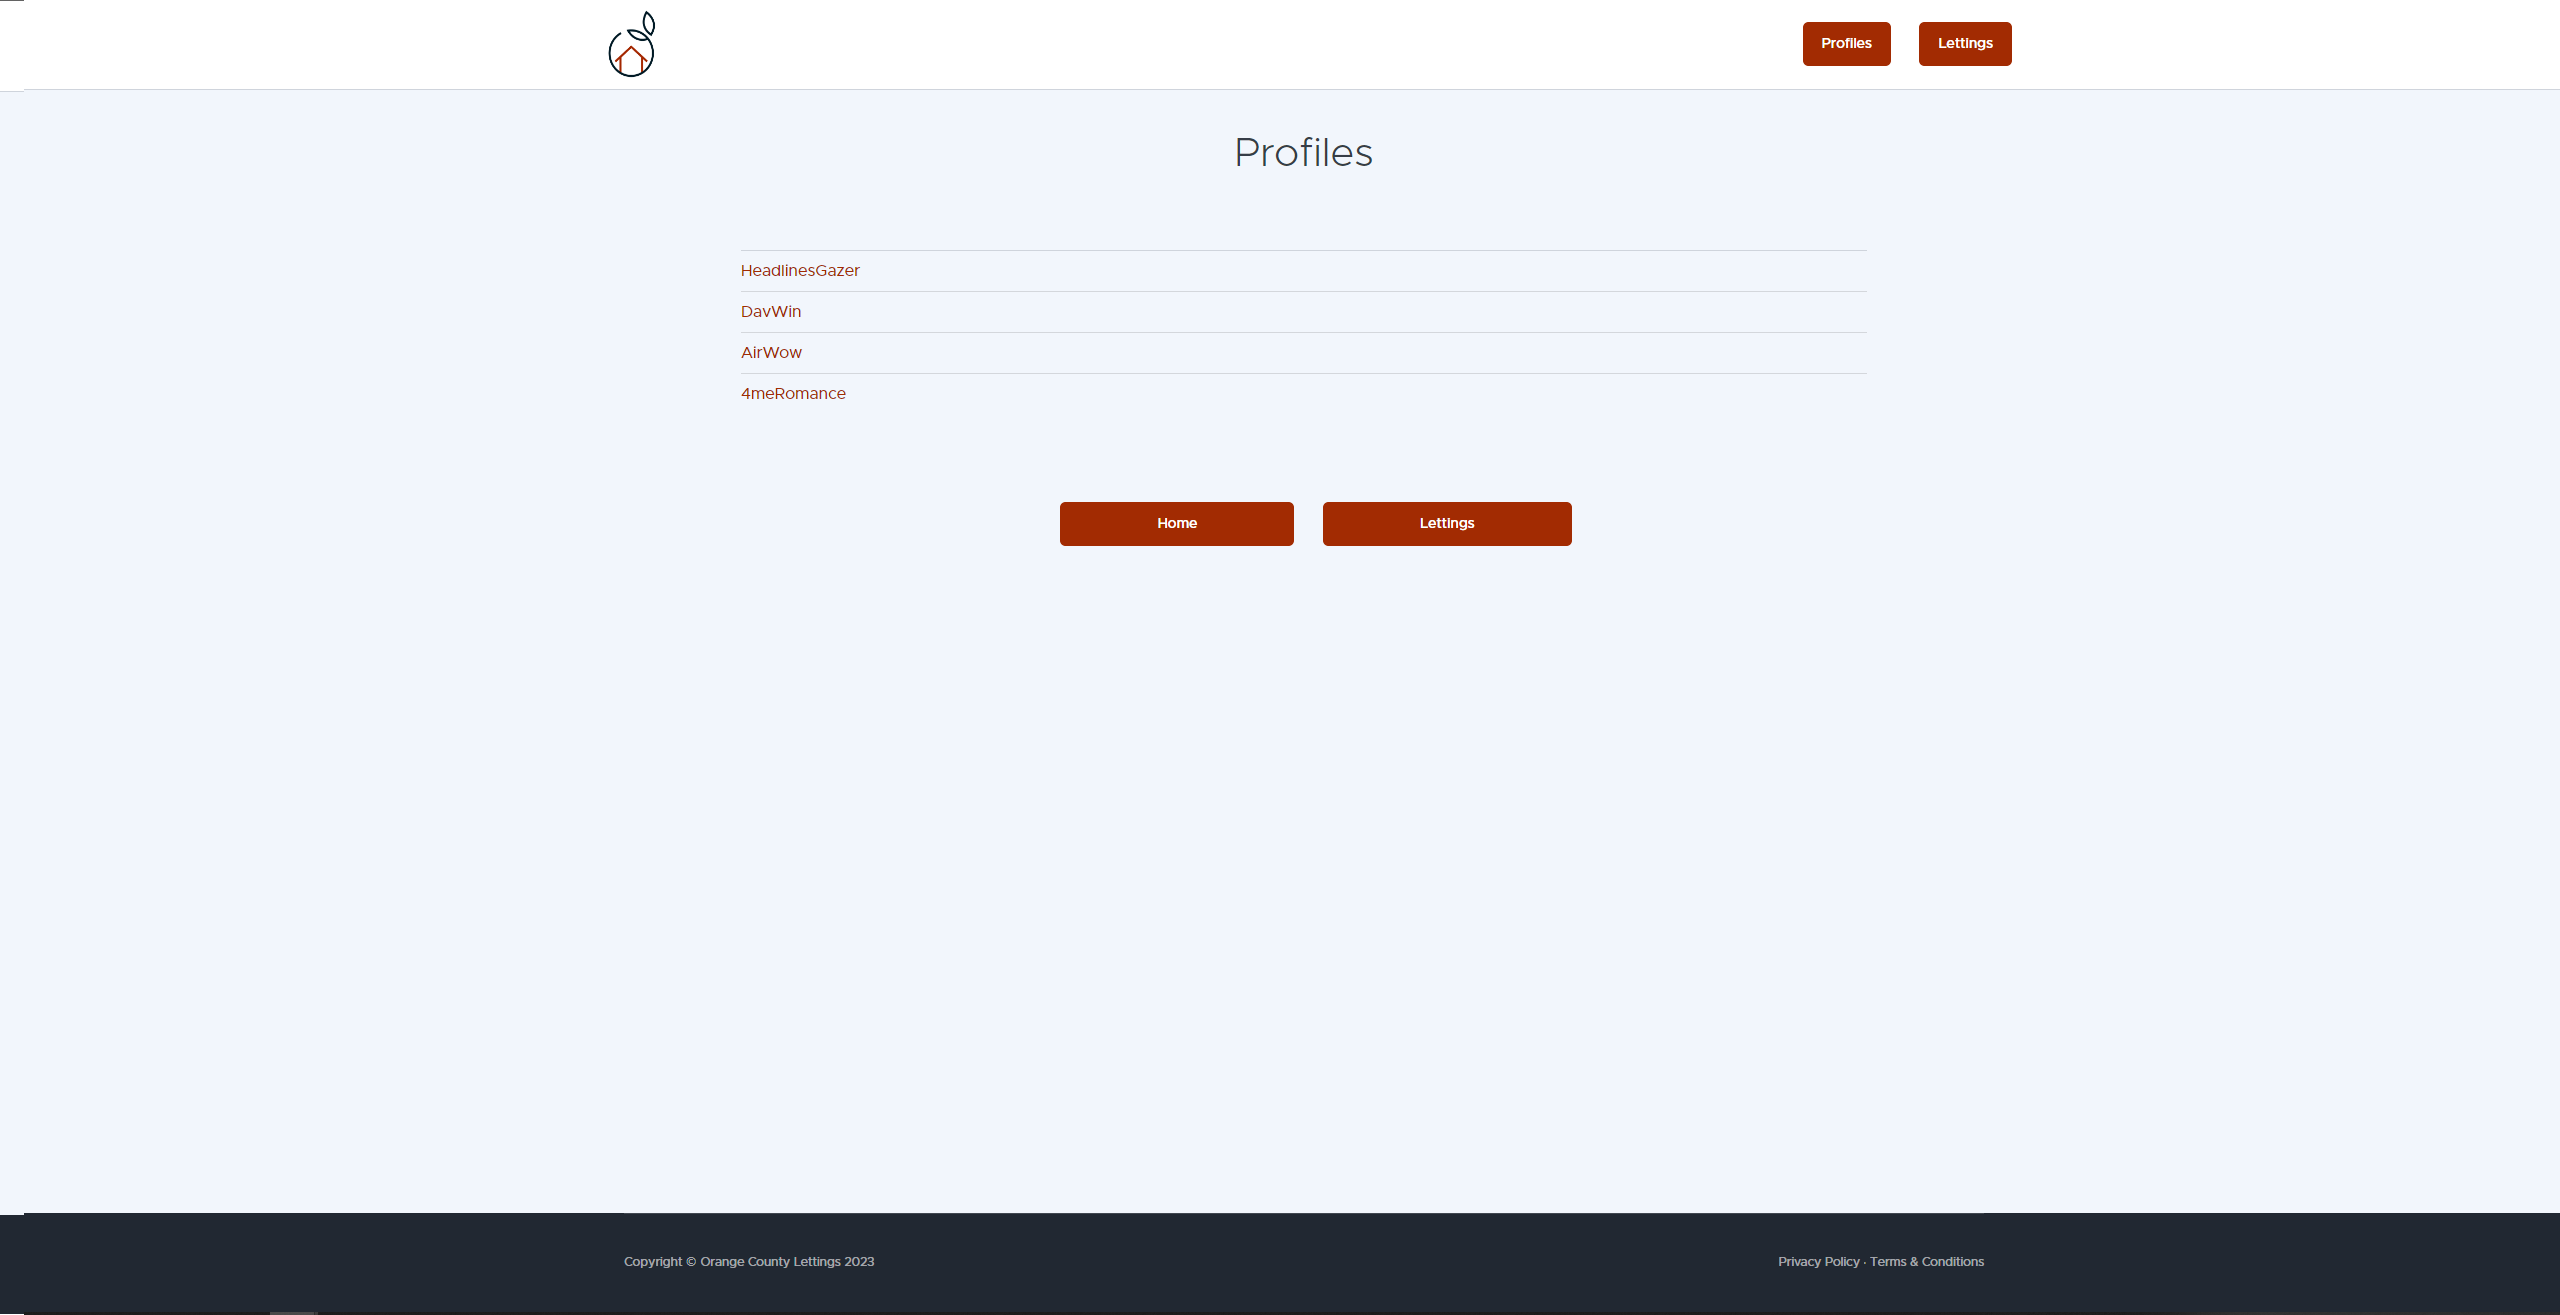 Profiles Lettings
Profiles
HeadlinesGazer
DavWin
AirWow
4meRomance
Home Lettings
Copyright © Orange County Lettings 2023 Privacy Policy · Terms & Conditions